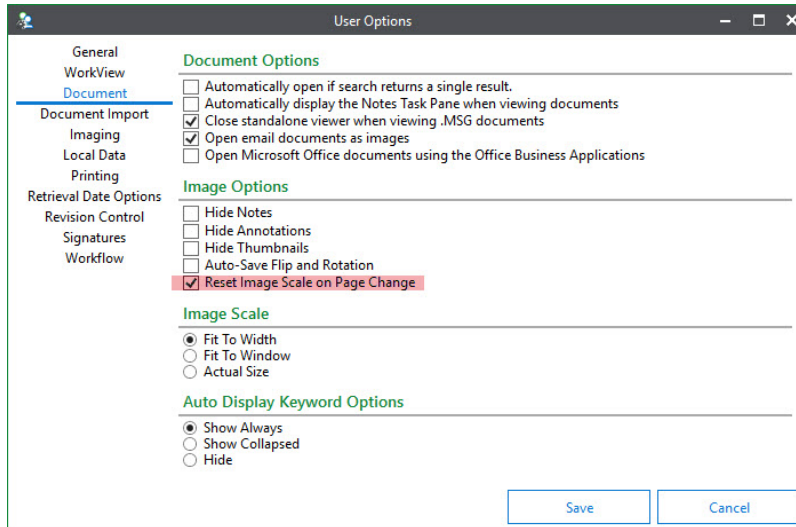 User Options
General
WorkView
Document
Document Import
Imaging
Local Data
Printing
Retrieval Date Options
Revision Control
Signatures
Workflow
Document Options
Automatically open if search returns a single result.
Automatically display the Notes Task Pane when viewing documents
Close standalone viewer when viewing .MSG documents
Open email documents as images
Open Microsoft Office documents using the Office Business Applications
Image Options
Hide Notes
Hide Annotations
Hide Thumbnails
Auto-Save Flip and Rotation
Reset Image Scale on Page Change
Image Scale
Fit To Width
Fit To Window
Actual Size
Auto Display Keyword Options
Show Always
Show Collapsed
Hide
Save
Cancel